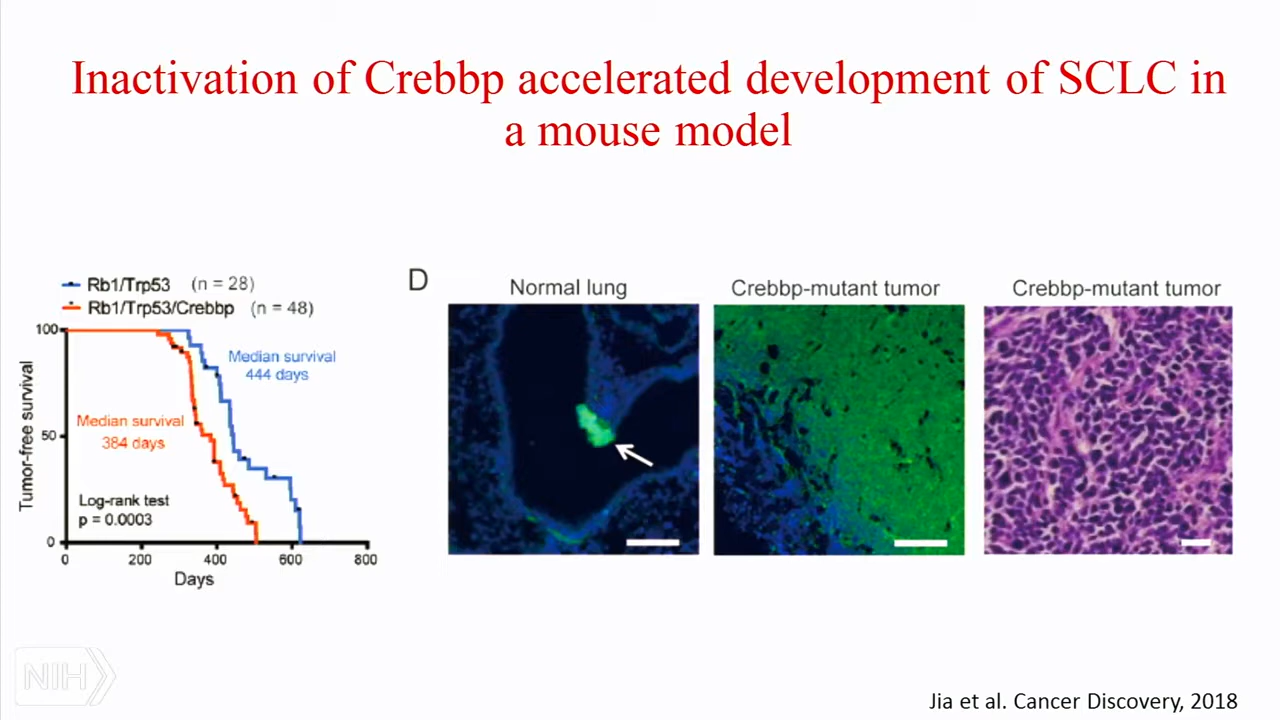 Inactivation of Crebbp accelerated development of SCLC in
a mouse model
Rb1/Trp53 (n = 28)
Rb1/Trp53/Crebbp (n = 48)
Tumor-free survival
100
50
0
Median survival
444 days
Median survival
384 days
Log-rank test
p = 0.0003
0 200 400 600 800
Days
D
Normal lung
Crebbp-mutant tumor
Crebbp-mutant tumor
NIH
Jia et al. Cancer Discovery, 2018